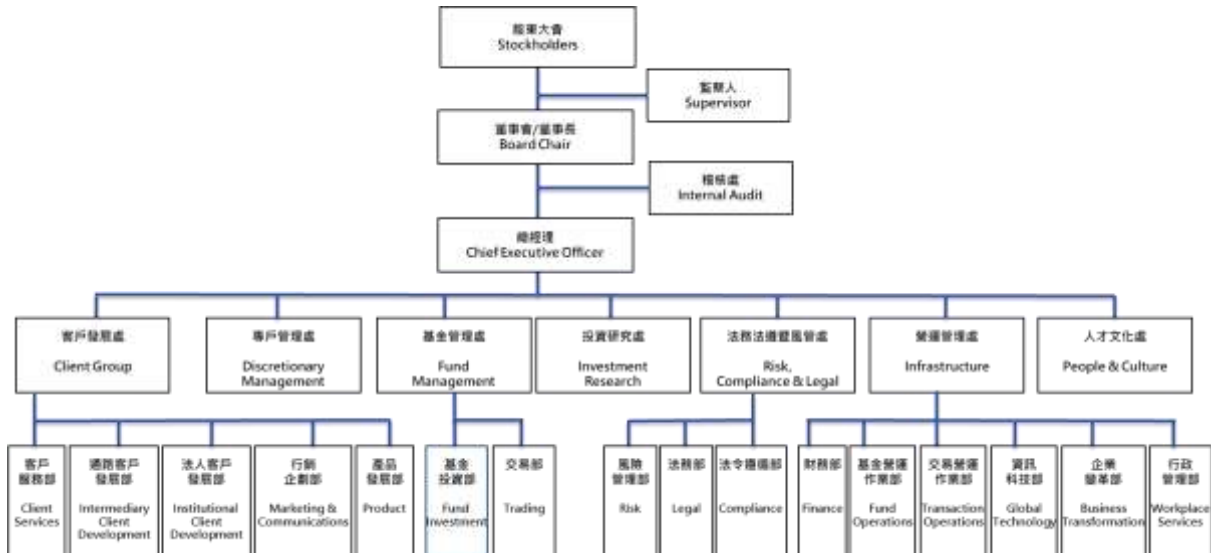 股東大會
Stockholders
監察人
Supervisor
董事會/董事長
Board Chair
稽核處
Internal Audit
總經理
Chief Executive Officer
客戶發展處
Client Group
專戶管理處
Discretionary
Management
基金管理處
Fund
Management
投資研究處
Investment
Research
法務法遵暨風管處
Risk,
Compliance & Legal
營運管理處
Infrastructure
人才文化處
People & Culture
客戶
服務部
Client
Services
通路客戶
發展部
Intermediary
Client
Development
法人客戶
發展部
Institutional
Client
Development
行銷
企劃部
Marketing &
Communications
產品
發展部
Product
基金
投資部
Fund
Investment
交易部
Trading
風險
管理部
Risk
法務部
Legal
法令遵循部
Compliance
財務部
Finance
基金營運
作業部
Fund
Operations
交易營運
作業部
Transaction
Operations
資訊
科技部
Global
Technology
企業
變革部
Business
Transformation
行政
管理部
Workplace
Services